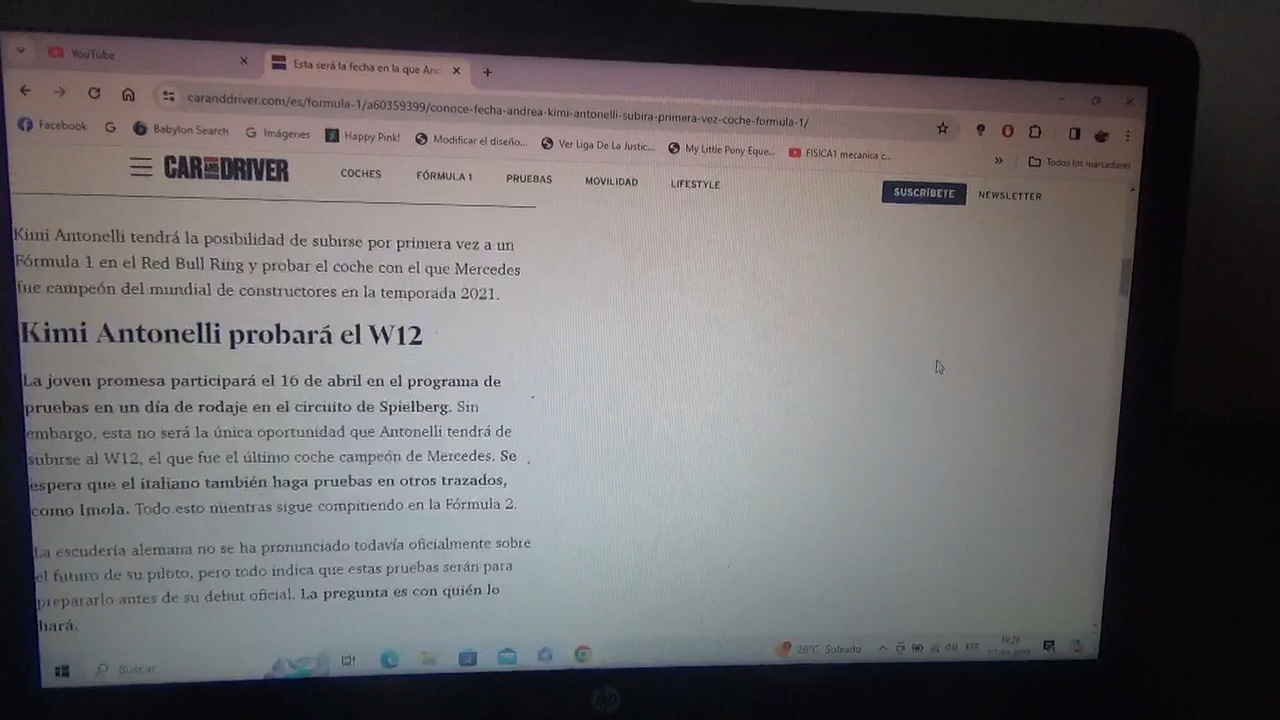 YouTube
Esta será la fecha en la que And
caranddriver.com/es/formula-1/a60359399/conoce-fecha-andrea-kimi-antonelli-subira-primera-vez-coche-formula-1/
Facebook G Babylon Search G Imágenes Happy Pink! Modificar el diseño... Ver Liga De La Justic... My Little Pony Eque... FISICA1 mecanica c... » Todos los marcadores
CAR AND DRIVER COCHES FÓRMULA 1 PRUEBAS MOVILIDAD LIFESTYLE SUSCRÍBETE NEWSLETTER
Kimi Antonelli tendrá la posibilidad de subirse por primera vez a un
Fórmula 1 en el Red Bull Ring y probar el coche con el que Mercedes
fue campeón del mundial de constructores en la temporada 2021.
Kimi Antonelli probará el W12
La joven promesa participará el 16 de abril en el programa de
pruebas en un día de rodaje en el circuito de Spielberg. Sin
embargo, esta no será la única oportunidad que Antonelli tendrá de
subirse al W12, el que fue el último coche campeón de Mercedes. Se
espera que el italiano también haga pruebas en otros trazados,
como Imola. Todo esto mientras sigue compitiendo en la Fórmula 2.
La escudería alemana no se ha pronunciado todavía oficialmente sobre
el futuro de su piloto, pero todo indica que estas pruebas serán para
prepararlo antes de su debut oficial. La pregunta es con quién lo
hará.
Buscar
26°C Soleado
ESP
hp